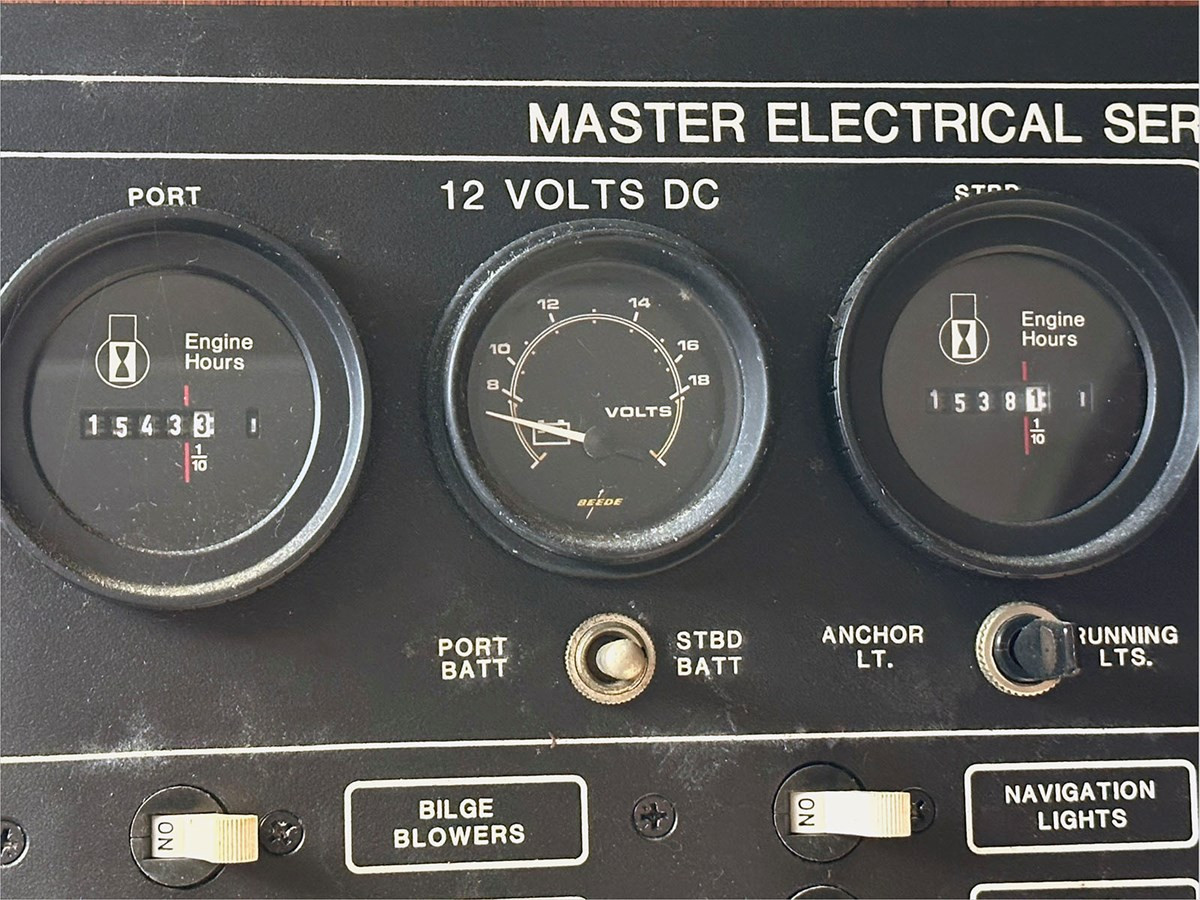 MASTER ELECTRICAL SER
PORT
12 VOLTS DC
STBD
Engine
Hours
15433
1
10
8
10
12
14
16
18
VOLTS
BEEDE
Engine
Hours
15381
1
10
PORT
BATT
STBD
BATT
ANCHOR
LT.
RUNNING
LTS.
ON
BILGE
BLOWERS
ON
NAVIGATION
LIGHTS